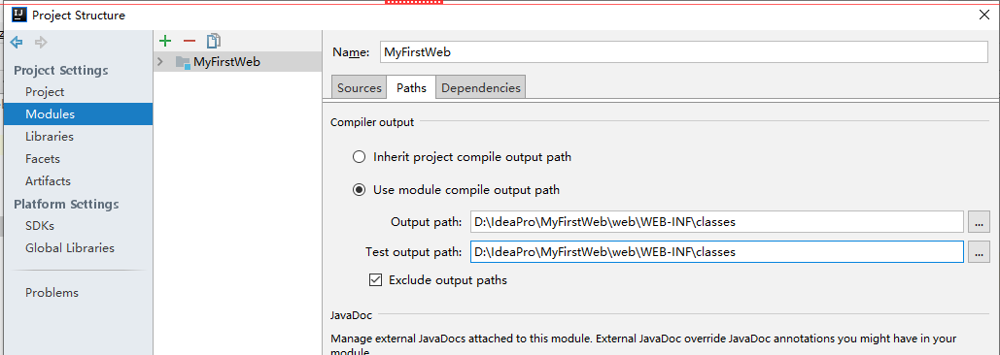 Project Structure
Project Settings
Project
Modules
Libraries
Facets
Artifacts
Platform Settings
SDKs
Global Libraries
Problems
MyFirstWeb
Name: MyFirstWeb
Sources Paths Dependencies
Compiler output
Inherit project compile output path
Use module compile output path
Output path: D:\IdeaPro\MyFirstWeb\web\WEB-INF\classes ...
Test output path: D:\IdeaPro\MyFirstWeb\web\WEB-INF\classes ...
Exclude output paths
JavaDoc
Manage external JavaDocs attached to this module. External JavaDoc override JavaDoc annotations you might have in your
module.